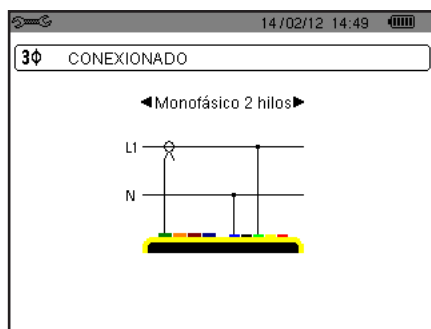 14/02/12 14:49
3Φ CONEXIONADO
◄Monofásico 2 hilos►
L1
N